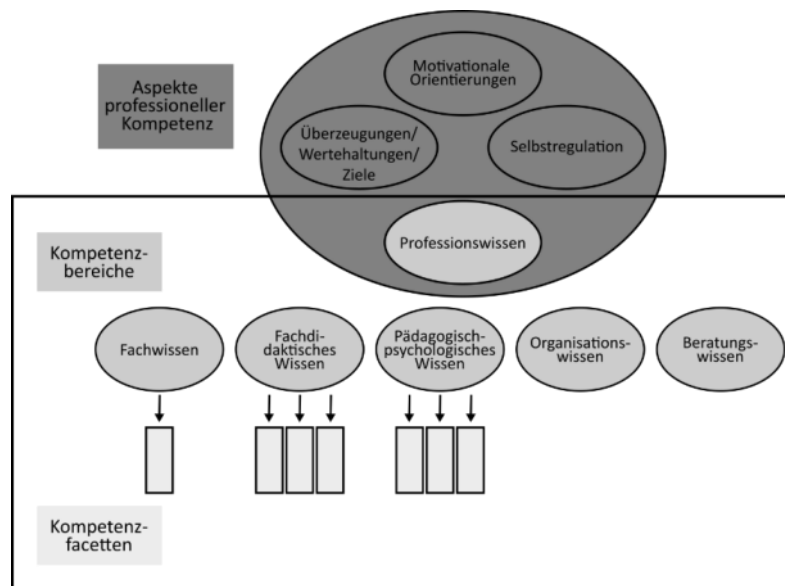 Motivationale
Orientierungen
Aspekte
professioneller
Kompetenz
Überzeugungen/
Wertehaltungen/
Ziele
Selbstregulation
Professionswissen
Kompetenz-
bereiche
Fachwissen
Fachdi-
daktisches
Wissen
Pädagogisch-
psychologisches
Wissen
Organisations-
wissen
Beratungs-
wissen
Kompetenz-
facetten